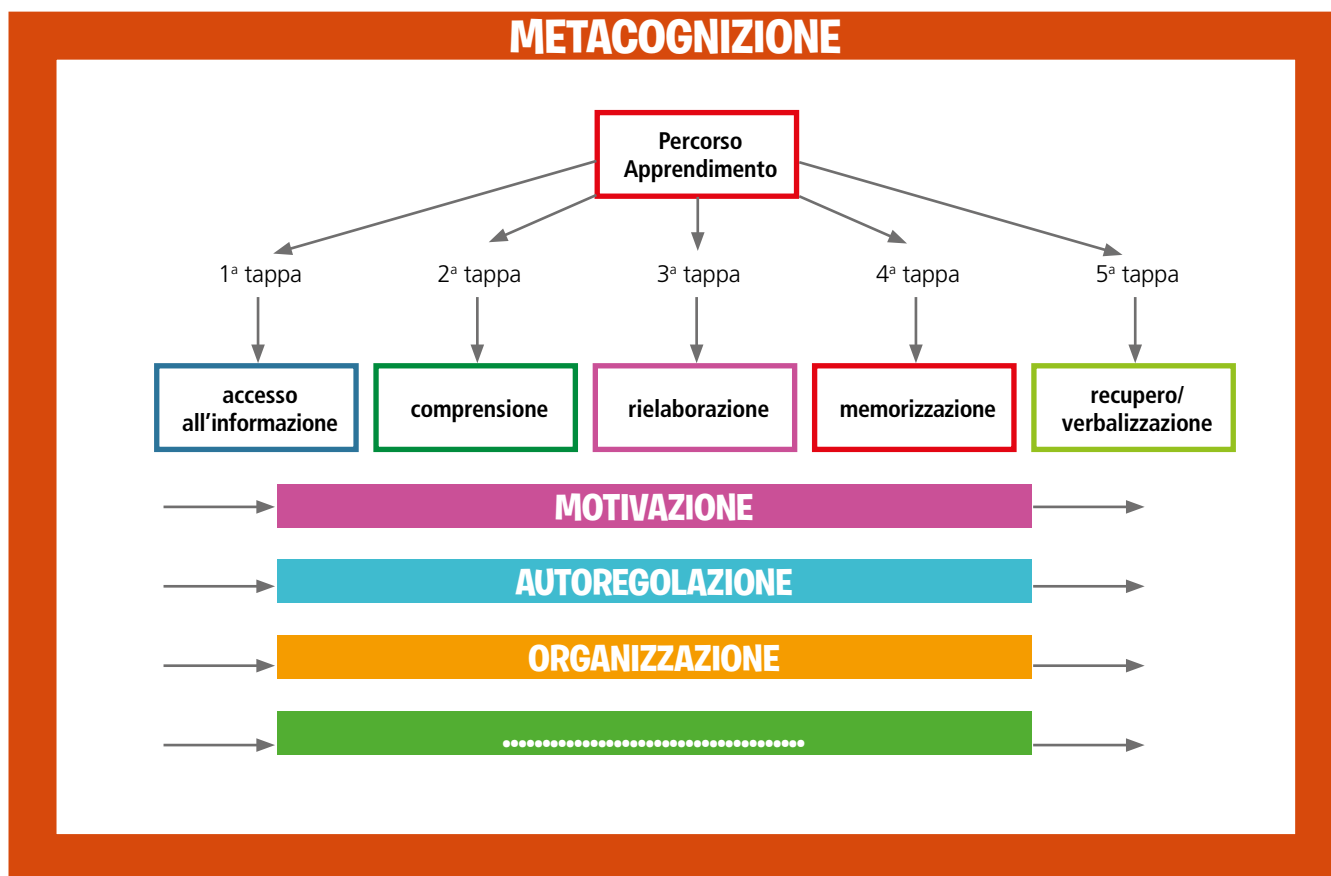 METACOGNIZIONE
Percorso
Apprendimento
1ª tappa
2ª tappa
3ª tappa
4ª tappa
5ª tappa
accesso
all'informazione
comprensione
rielaborazione
memorizzazione
recupero/
verbalizzazione
MOTIVAZIONE
AUTOREGOLAZIONE
ORGANIZZAZIONE
......................................